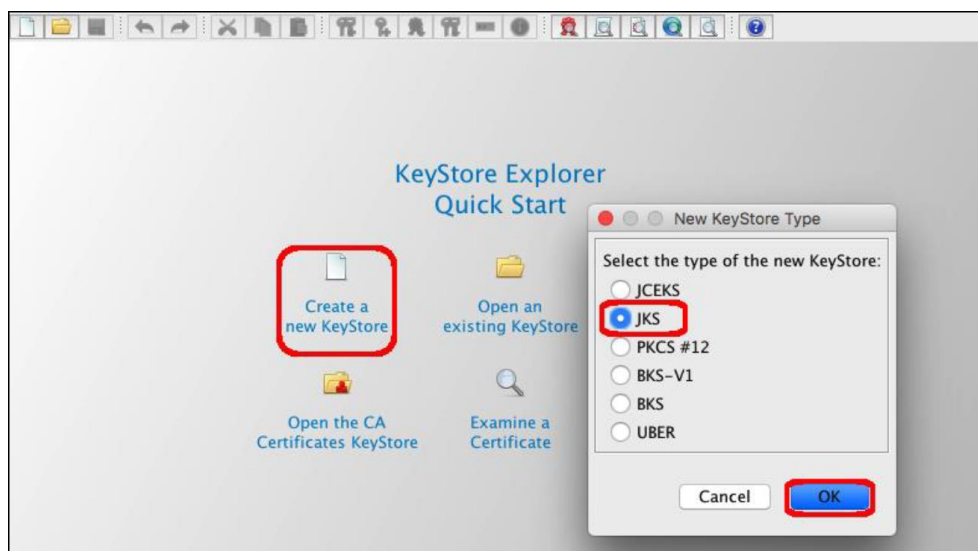 KeyStore Explorer
Quick Start
Create a
new KeyStore
Open an
existing KeyStore
Open the CA
Certificates KeyStore
Examine a
Certificate
New KeyStore Type
Select the type of the new KeyStore:
JCEKS
JKS
PKCS #12
BKS-V1
BKS
UBER
Cancel
OK